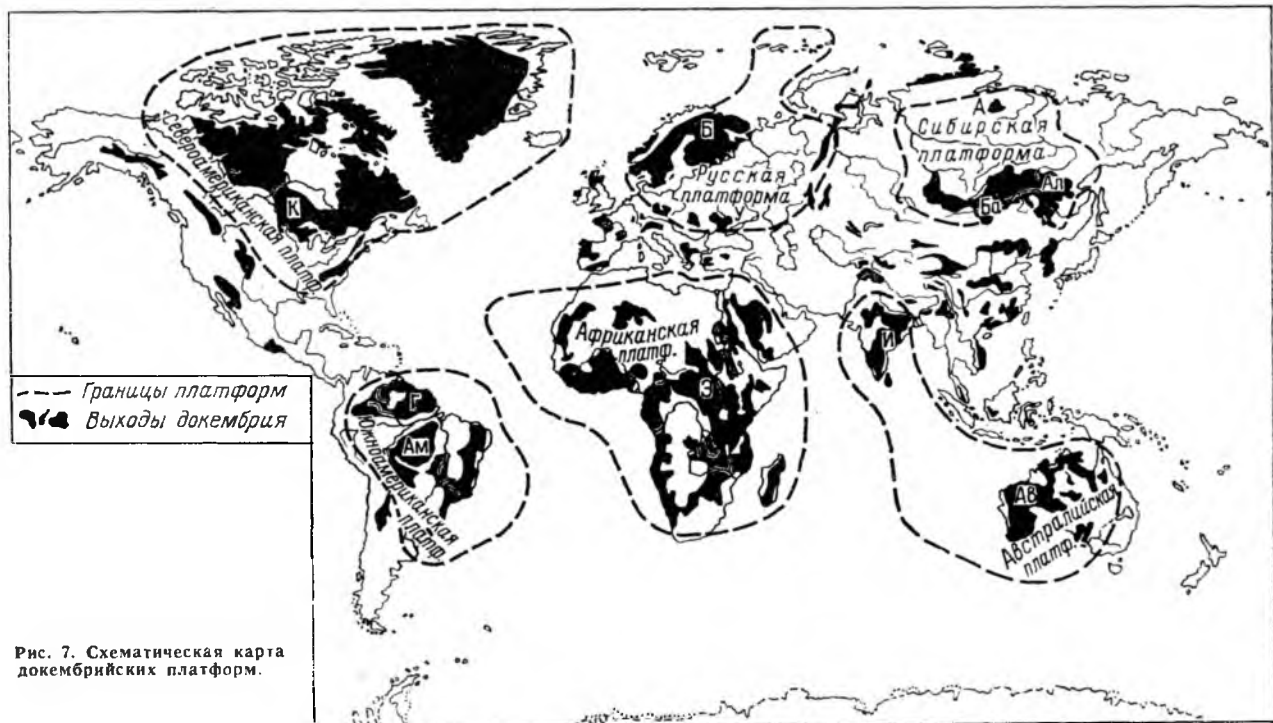 Североамериканская платф.
К
Б
Русская
платформа
А
Сибирская
платформа
Ал
Ба
Африканская
платф.
Э
И
Границы платформ
Выходы докембрия
Г
Ам
Южноамериканская
платф.
Ав
Австралийская
платф.
Рис. 7. Схематическая карта
докембрийских платформ.